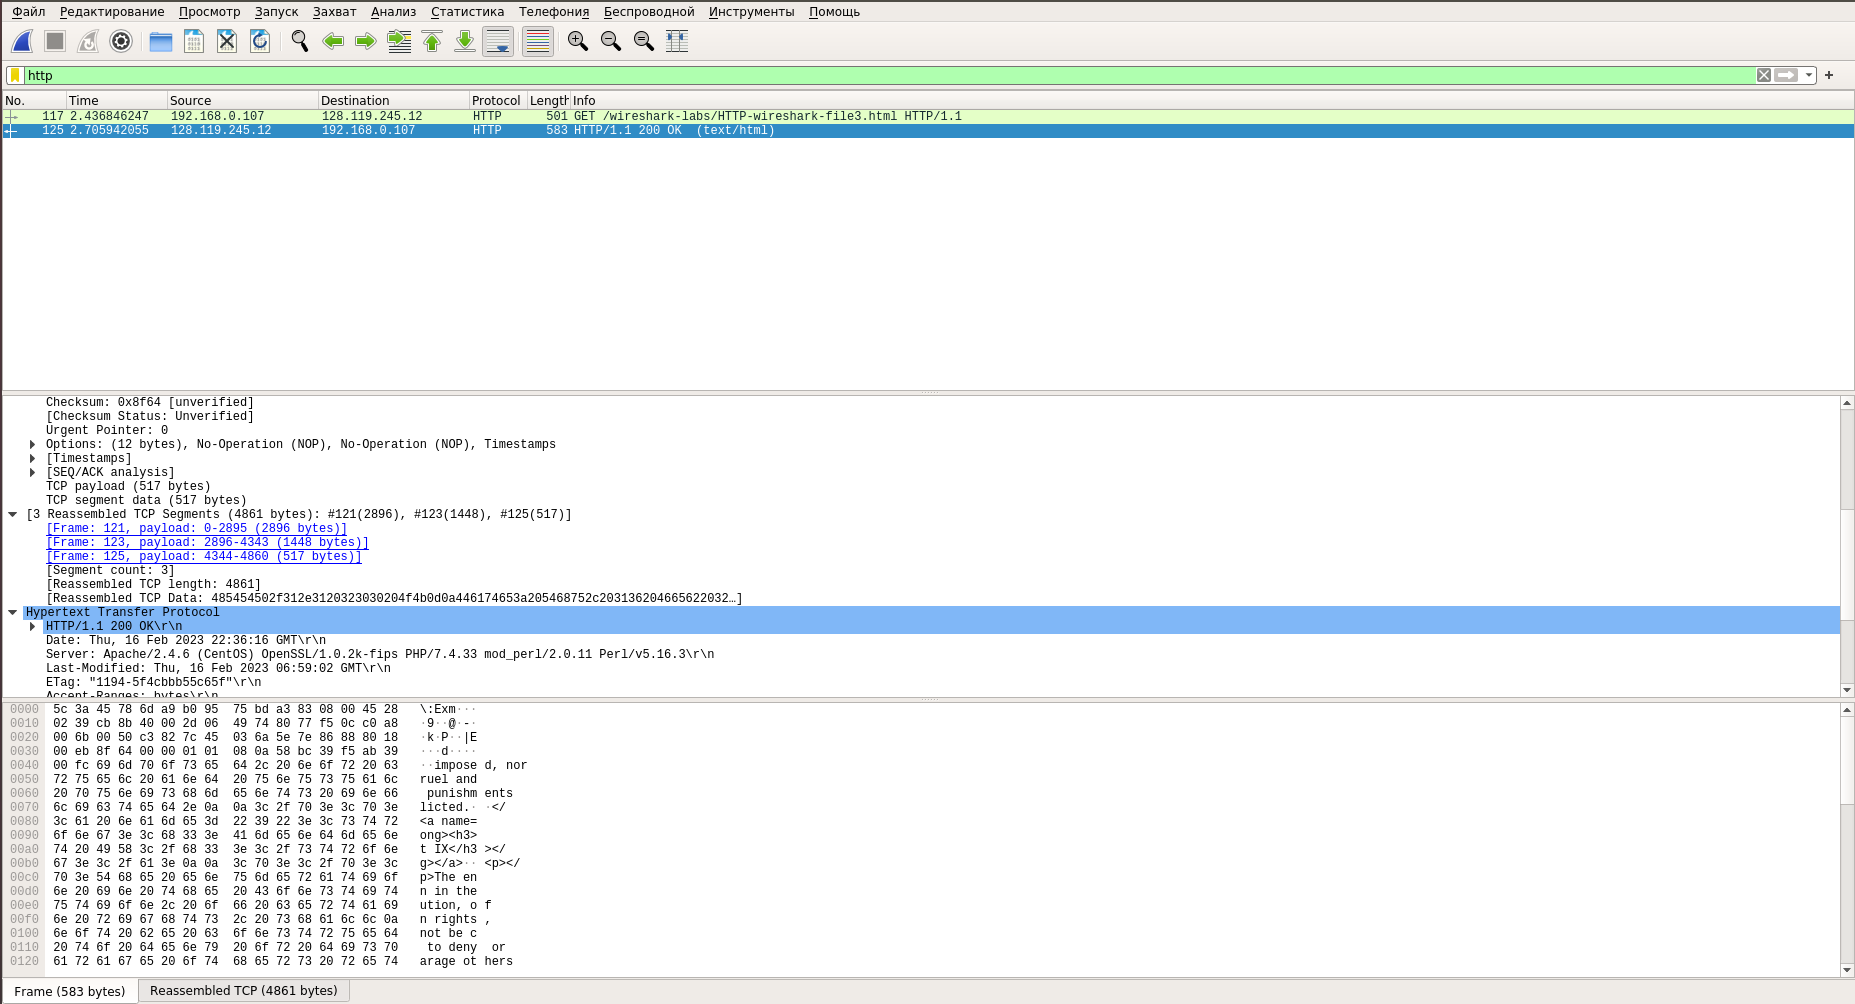 Файл Редактирование Просмотр Запуск Захват Анализ Статистика Телефония Беспроводной Инструменты Помощь
http
No. Time Source Destination Protocol Length Info
117 2.436846247 192.168.0.107 128.119.245.12 HTTP 501 GET /wireshark-labs/HTTP-wireshark-file3.html HTTP/1.1
125 2.705942055 128.119.245.12 192.168.0.107 HTTP 583 HTTP/1.1 200 OK (text/html)
Checksum: 0x8f64 [unverified]
[Checksum Status: Unverified]
Urgent Pointer: 0
Options: (12 bytes), No-Operation (NOP), No-Operation (NOP), Timestamps
[Timestamps]
[SEQ/ACK analysis]
TCP payload (517 bytes)
TCP segment data (517 bytes)
[3 Reassembled TCP Segments (4861 bytes): #121(2896), #123(1448), #125(517)]
[Frame: 121, payload: 0-2895 (2896 bytes)]
[Frame: 123, payload: 2896-4343 (1448 bytes)]
[Frame: 125, payload: 4344-4860 (517 bytes)]
[Segment count: 3]
[Reassembled TCP length: 4861]
[Reassembled TCP Data: 485454502f312e3120323030204f4b0d0a446174653a205468752c203136204665622032…]
Hypertext Transfer Protocol
HTTP/1.1 200 OK\r\n
Date: Thu, 16 Feb 2023 22:36:16 GMT\r\n
Server: Apache/2.4.6 (CentOS) OpenSSL/1.0.2k-fips PHP/7.4.33 mod_perl/2.0.11 Perl/v5.16.3\r\n
Last-Modified: Thu, 16 Feb 2023 06:59:02 GMT\r\n
ETag: "1194-5f4cbbb55c65f"\r\n
Accept-Ranges: bytes\r\n
0000 5c 3a 45 78 6d a9 b0 95 75 bd a3 83 08 00 45 28 \:Exm···
0010 02 39 cb 8b 40 00 2d 06 49 74 80 77 f5 0c c0 a8 ·9··@·-·
0020 00 6b 00 50 c3 82 7c 45 03 6a 5e 7e 86 88 80 18 ·k·P··|E
0030 00 eb 8f 64 00 00 01 01 08 0a 58 bc 39 f5 ab 39 ···d····
0040 00 fc 69 6d 70 6f 73 65 64 2c 20 6e 6f 72 20 63 ··impose d, nor
0050 72 75 65 6c 20 61 6e 64 20 75 6e 75 73 75 61 6c ruel and
0060 20 70 75 6e 69 73 68 6d 65 6e 74 73 20 69 6e 66 punishm ents
0070 6c 69 63 74 65 64 2e 0a 0a 3c 2f 70 3e 3c 70 3e licted.· ·</
0080 3c 61 20 6e 61 6d 65 3d 22 39 22 3e 3c 73 74 72 <a name=
0090 6f 6e 67 3e 3c 68 33 3e 41 6d 65 6e 64 6d 65 6e ong><h3>
00a0 74 20 49 58 3c 2f 68 33 3e 3c 2f 73 74 72 6f 6e t IX</h3 ></
00b0 67 3e 3c 2f 61 3e 0a 0a 3c 70 3e 3c 2f 70 3e 3c g></a>·· <p></
00c0 70 3e 54 68 65 20 65 6e 75 6d 65 72 61 74 69 6f p>The en
00d0 6e 20 69 6e 20 74 68 65 20 43 6f 6e 73 74 69 74 n in the
00e0 75 74 69 6f 6e 2c 20 6f 66 20 63 65 72 74 61 69 ution, o f
00f0 6e 20 72 69 67 68 74 73 2c 20 73 68 61 6c 6c 0a n rights ,
0100 6e 6f 74 20 62 65 20 63 6f 6e 73 74 72 75 65 64 not be c
0110 20 74 6f 20 64 65 6e 79 20 6f 72 20 64 69 73 70 to deny or
0120 61 72 61 67 65 20 6f 74 68 65 72 73 20 72 65 74 arage ot hers
Frame (583 bytes) Reassembled TCP (4861 bytes)